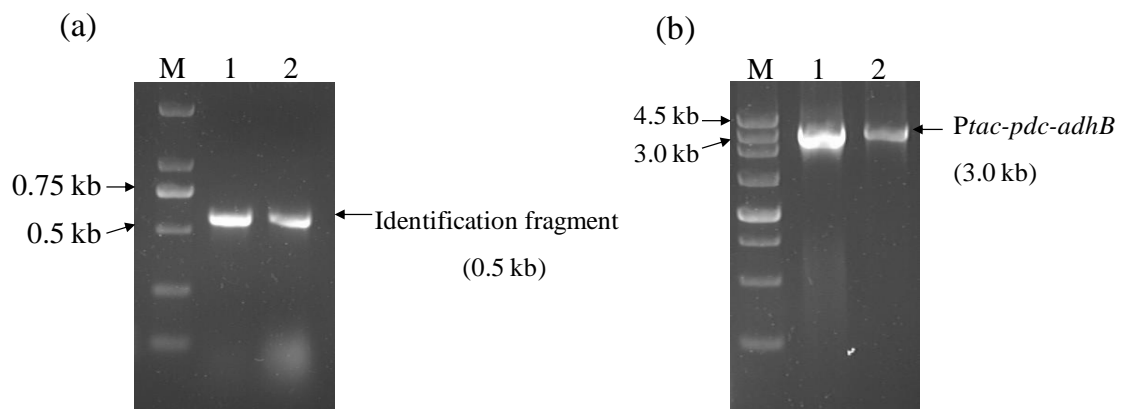 (a)
M 1 2
0.75 kb
0.5 kb
Identification fragment
(0.5 kb)
(b)
M 1 2
4.5 kb
3.0 kb
Ptac-pdc-adhB
(3.0 kb)